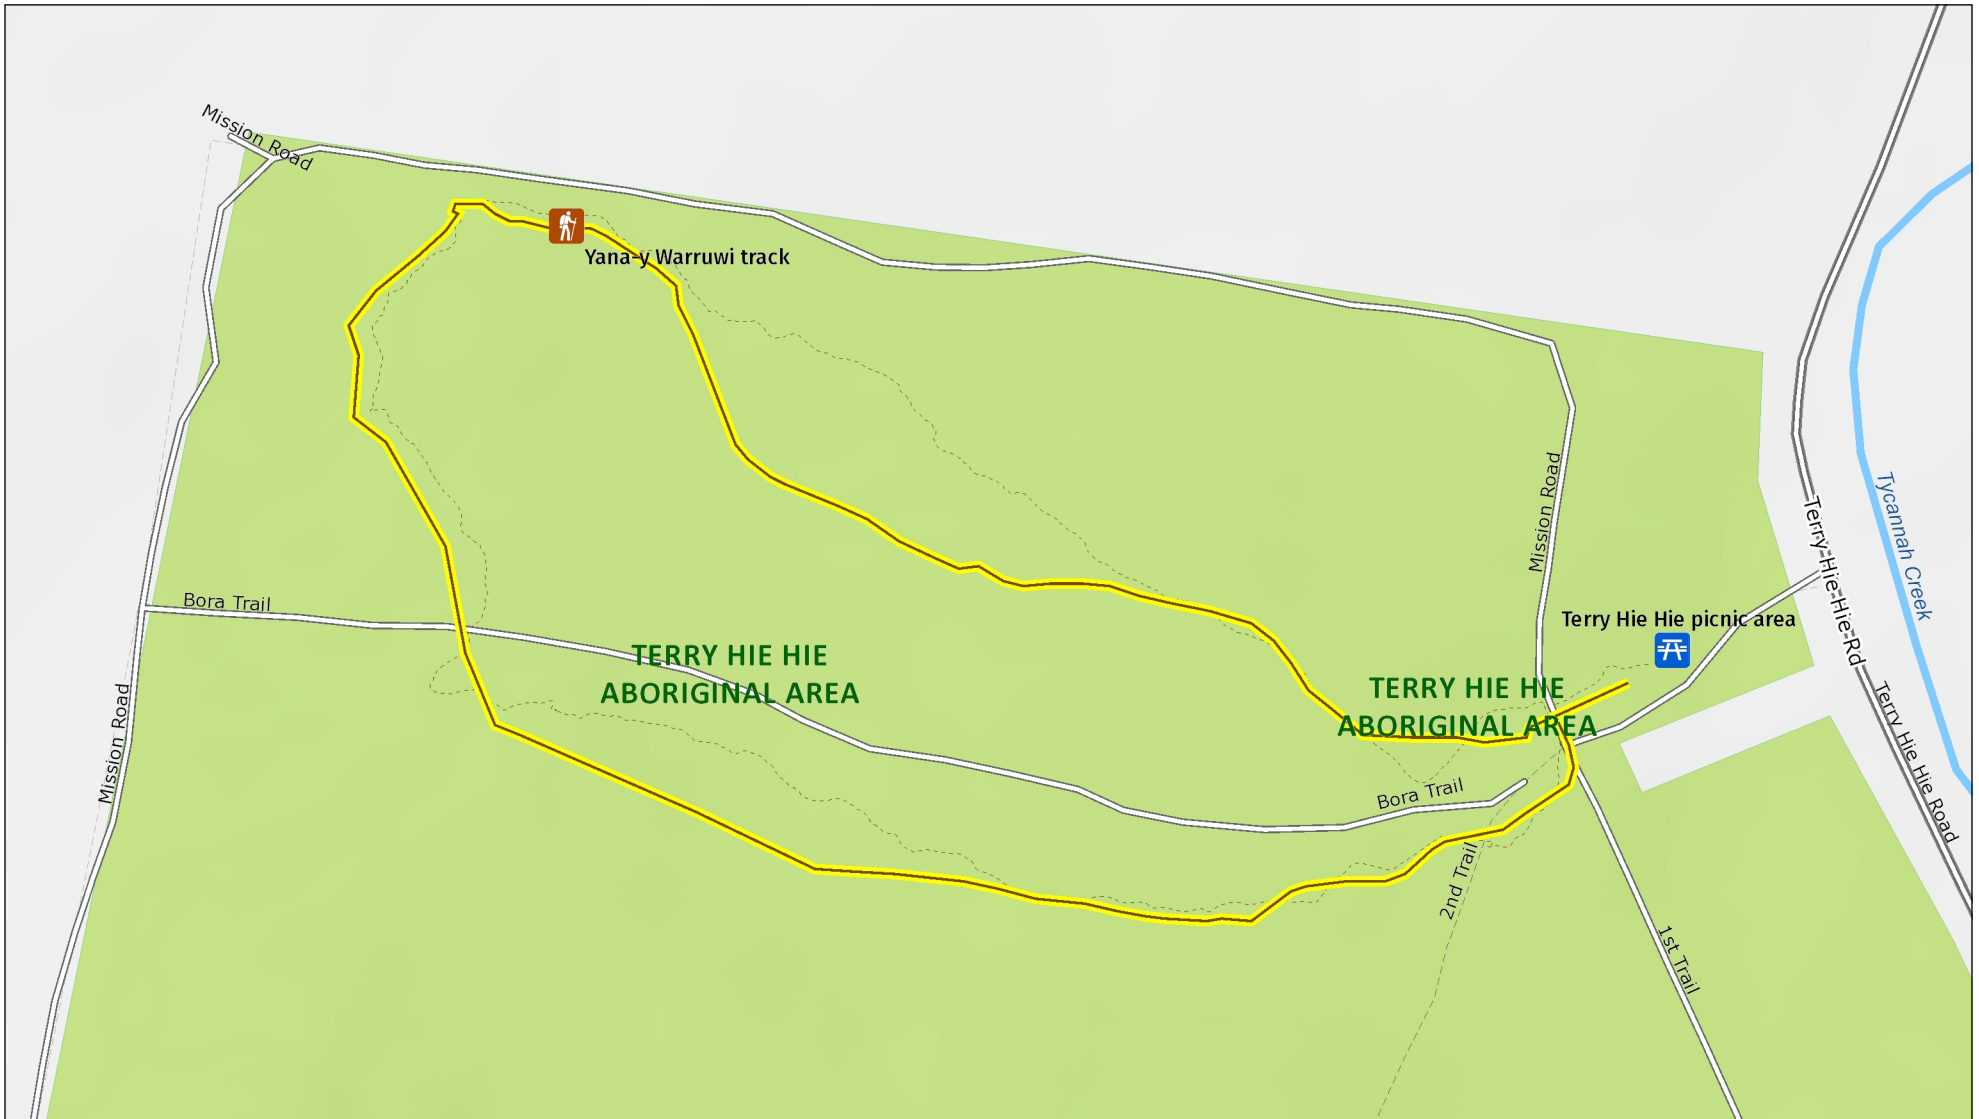 Mission Road
Yana-y Warruwi track
Mission Road
Tycannah Creek
Terry Hie Hie Rd
Bora Trail
Terry Hie Hie picnic area
TERRY HIE HIE
ABORIGINAL AREA
TERRY HIE HIE
ABORIGINAL AREA
Mission Road
Terry Hie Hie Road
Bora Trail
2nd Trail
1st Trail